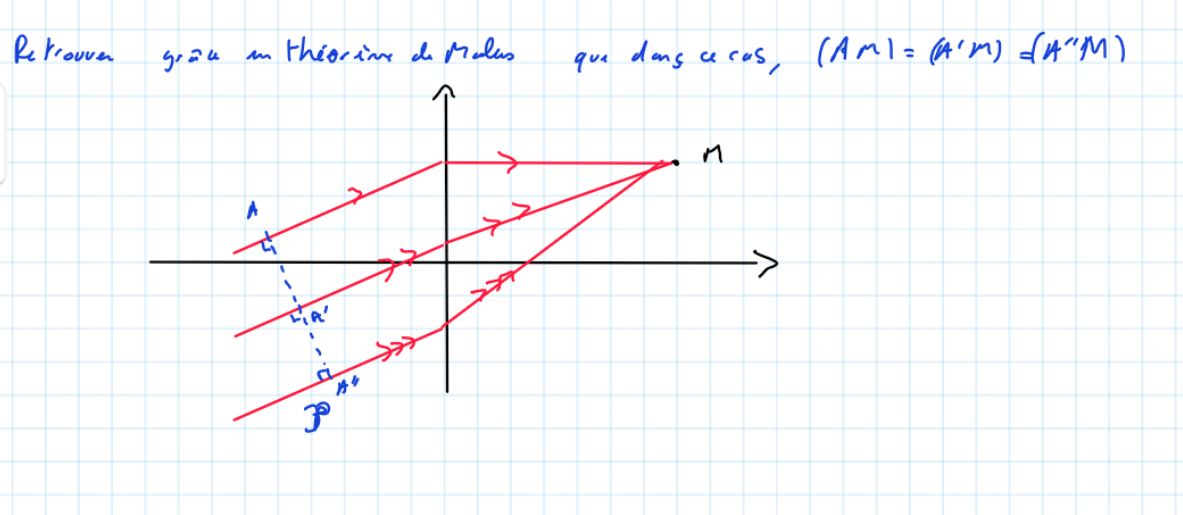 Retrouver grâce au théorème de Malus que dans ce cas, (AM) = (A'M) = (A"M)
M
A
A'
A"
P